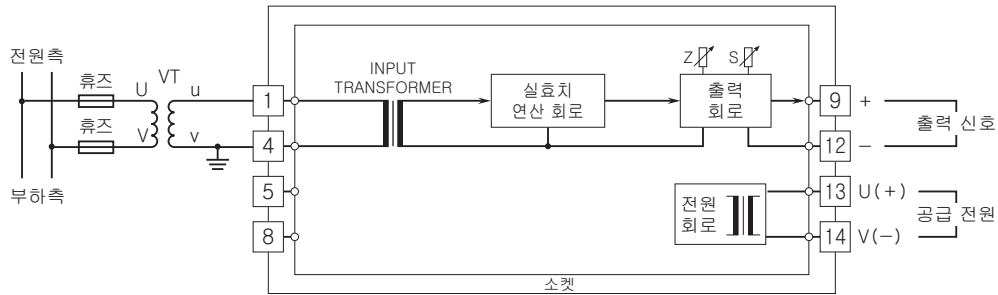 전원측
휴즈
휴즈
부하측
U
VT
u
V
v
1
4
5
8
INPUT
TRANSFORMER
실효치
연산 회로
Z
S
출력
회로
전원
회로
9 +
12 −
출력 신호
13 U(+)
14 V(−)
공급 전원
소켓